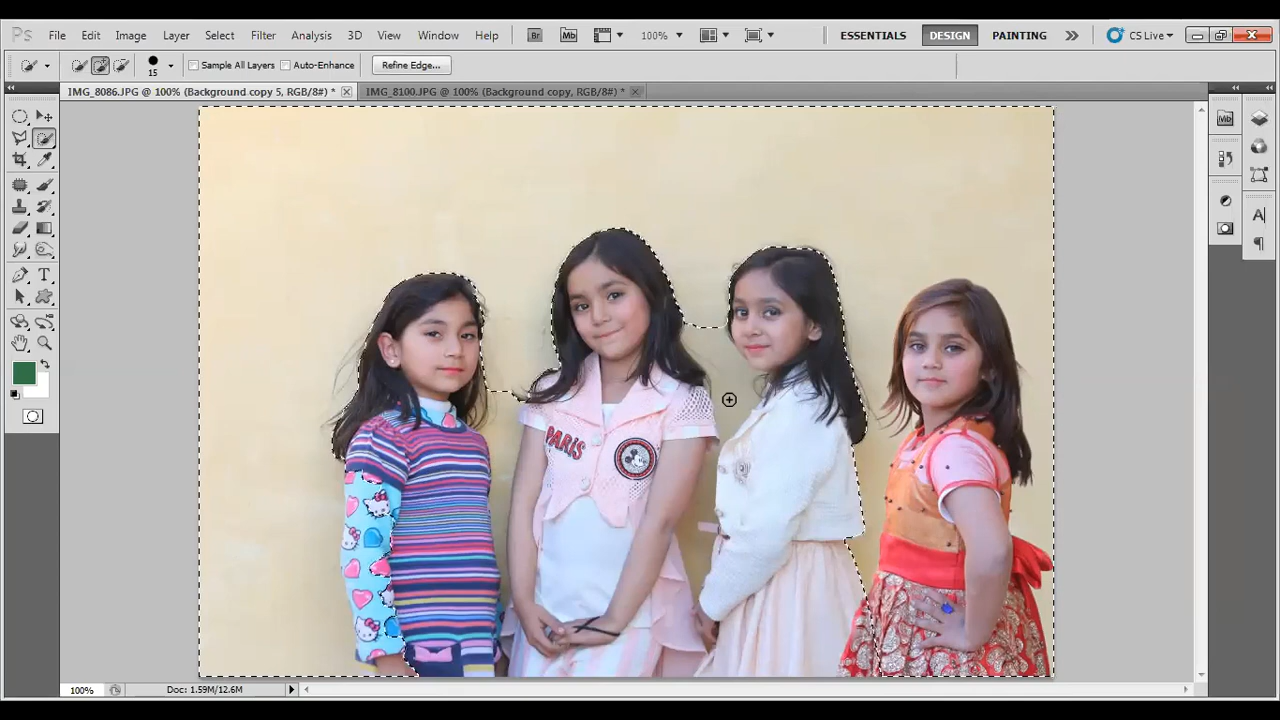 Ps File Edit Image Layer Select Filter Analysis 3D View Window Help Br Mb 100% ESSENTIALS DESIGN PAINTING CS Live
15 Sample All Layers Auto-Enhance Refine Edge...
IMG_8086.JPG @ 100% (Background copy 5, RGB/8#) * IMG_8100.JPG @ 100% (Background copy, RGB/8#) *
Mb
T
A
PARIS
100% Doc: 1.59M/12.6M